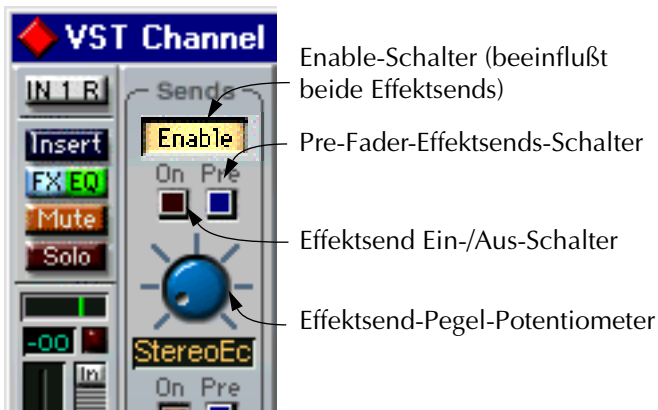 VST Channel
IN 1 R
Sends
Enable
Insert
On Pre
FX EQ
Mute
Solo
-oo
StereoEc
In
On Pre
Enable-Schalter (beeinflußt
beide Effektsends)
Pre-Fader-Effektsends-Schalter
Effektsend Ein-/Aus-Schalter
Effektsend-Pegel-Potentiometer